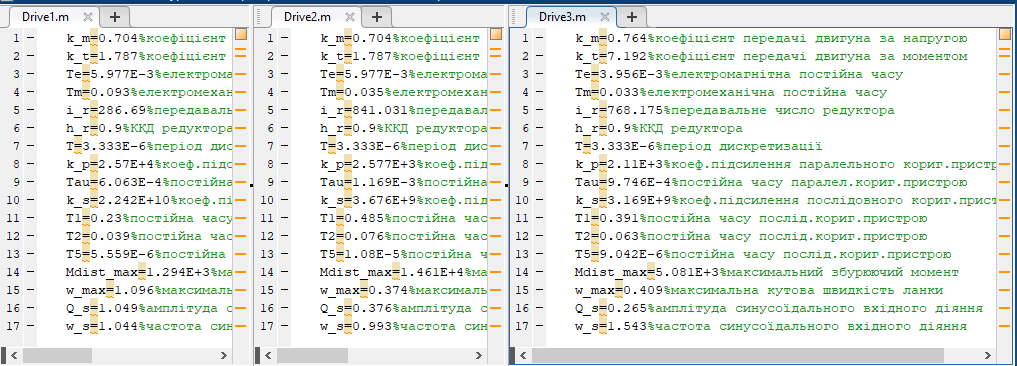 Drive1.m
1 k_m=0.704%коефіцієнт
2 k_t=1.787%коефіцієнт
3 Te=5.977E-3%електрома
4 Tm=0.093%електромехан
5 i_r=286.69%передаваль
6 h_r=0.9%ККД редуктора
7 T=3.333E-6%період дис
8 k_p=2.57E+4%коеф.підс
9 Tau=6.063E-4%постійна
10 k_s=2.242E+10%коеф.пі
11 T1=0.23%постійна часу
12 T2=0.039%постійна час
13 T5=5.559E-6%постійна ч
14 Mdist_max=1.294E+3%ма
15 w_max=1.096%максималь
16 Q_s=1.049%амплітуда с
17 w_s=1.044%частота син
Drive2.m
1 k_m=0.704%коефіцієнт
2 k_t=1.787%коефіцієнт
3 Te=5.977E-3%електрома
4 Tm=0.035%електромехан
5 i_r=841.031%передавал
6 h_r=0.9%ККД редуктора
7 T=3.333E-6%період дис
8 k_p=2.577E+3%коеф.під
9 Tau=1.169E-3%постійна
10 k_s=3.676E+9%коеф.під
11 T1=0.485%постійна час
12 T2=0.076%постійна час
13 T5=1.08E-5%постійна ча
14 Mdist_max=1.461E+4%ма
15 w_max=0.374%максималь
16 Q_s=0.376%амплітуда с
17 w_s=0.993%частота син
Drive3.m
1 k_m=0.764%коефіцієнт передачі двигуна за напругою
2 k_t=7.192%коефіцієнт передачі двигуна за моментом
3 Te=3.956E-3%електромагнітна постійна часу
4 Tm=0.033%електромеханічна постійна часу
5 i_r=768.175%передавальне число редуктора
6 h_r=0.9%ККД редуктора
7 T=3.333E-6%період дискретизації
8 k_p=2.11E+3%коеф.підсилення паралельного кориг.пристр
9 Tau=9.746E-4%постійна часу паралел.кориг.пристрою
10 k_s=3.169E+9%коеф.підсилення послідовного кориг.прист
11 T1=0.391%постійна часу послід.кориг.пристрою
12 T2=0.063%постійна часу послід.кориг.пристрою
13 T5=9.042E-6%постійна часу послід.кориг.пристрою
14 Mdist_max=5.081E+3%максимальний збурюючий момент
15 w_max=0.409%максимальна кутова швидкість ланки
16 Q_s=0.265%амплітуда синусоїдального вхідного діяння
17 w_s=1.543%частота синусоїдального вхідного діяння